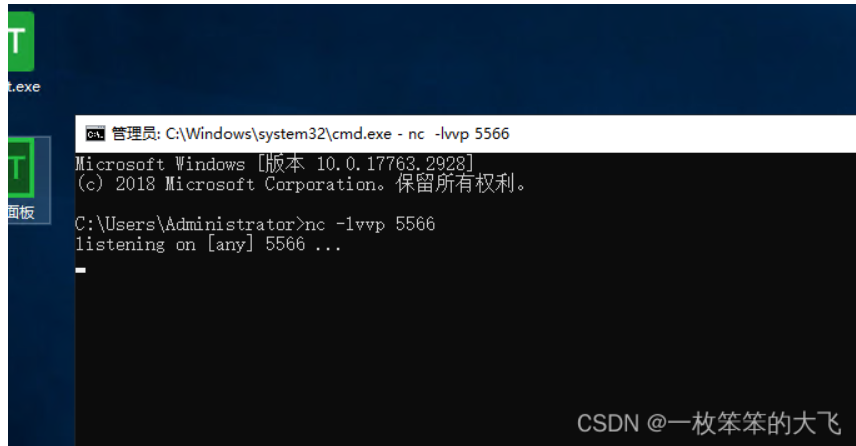 T
t.exe
T
面板
管理员: C:\Windows\system32\cmd.exe - nc  -lvvp 5566
Microsoft Windows [版本 10.0.17763.2928]
(c) 2018 Microsoft Corporation。保留所有权利。
C:\Users\Administrator>nc -lvvp 5566
listening on [any] 5566 ...
CSDN @一枚笨笨的大飞